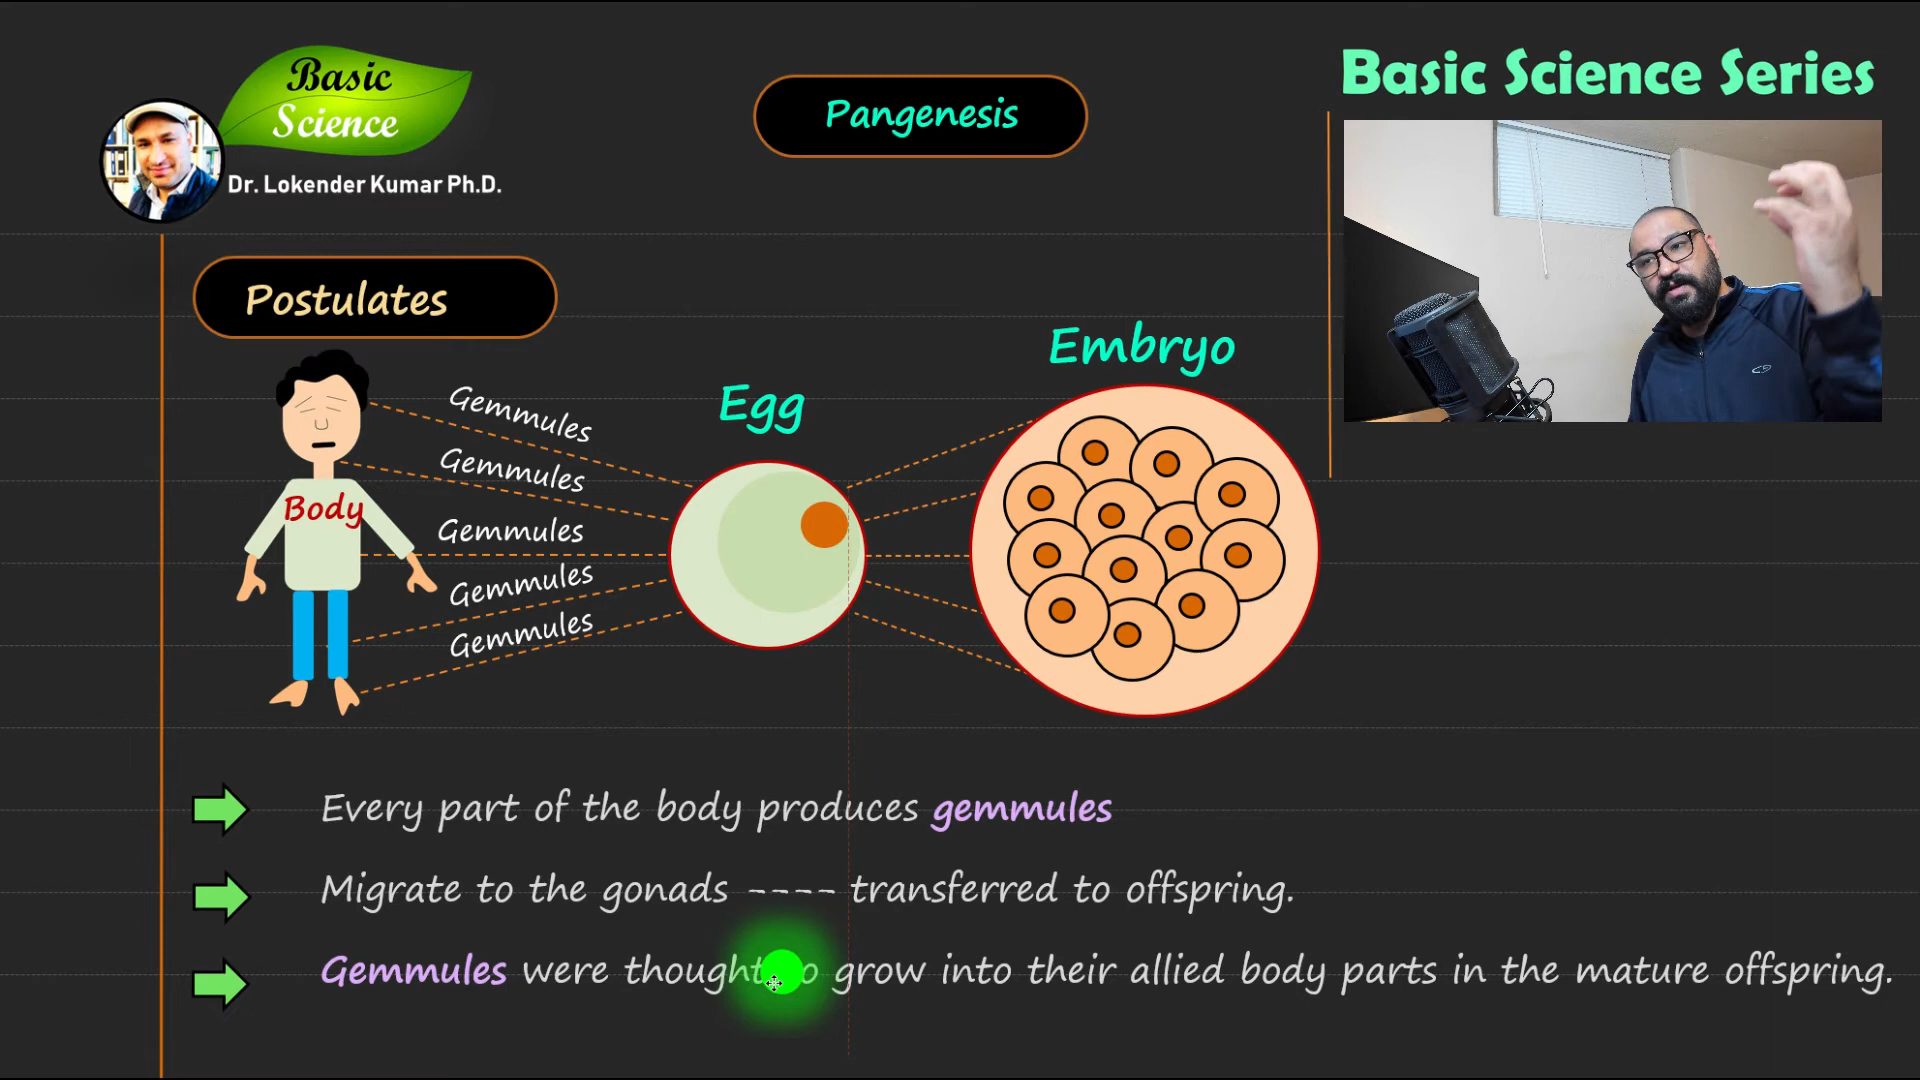 Basic
Science
Dr. Lokender Kumar Ph.D.
Pangenesis
Basic Science Series
Postulates
Body
Gemmules
Gemmules
Gemmules
Gemmules
Gemmules
Egg
Embryo
Every part of the body produces gemmules
Migrate to the gonads ---- transferred to offspring.
Gemmules were thought to grow into their allied body parts in the mature offspring.